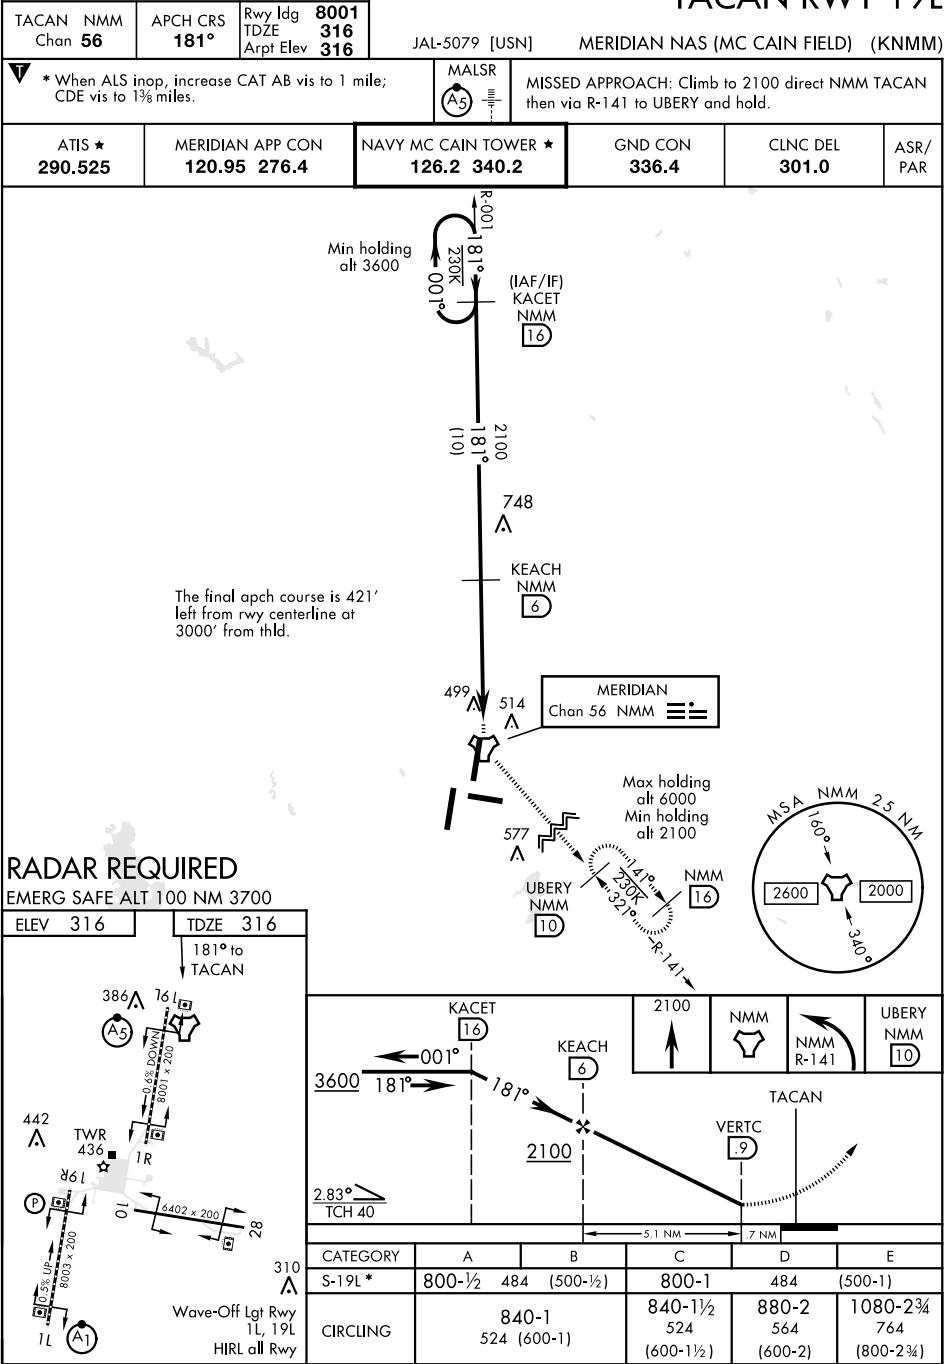 TACAN RWY 19L
TACAN NMM
Chan 56
APCH CRS
181°
Rwy ldg 8001
TDZE 316
Arpt Elev 316
JAL-5079 [USN]
MERIDIAN NAS (MC CAIN FIELD) (KNMM)
T
* When ALS inop, increase CAT AB vis to 1 mile;
CDE vis to 1⅜ miles.
MALSR
A5
MISSED APPROACH: Climb to 2100 direct NMM TACAN
then via R-141 to UBERY and hold.
ATIS ★
290.525
MERIDIAN APP CON
120.95 276.4
NAVY MC CAIN TOWER ★
126.2 340.2
GND CON
336.4
CLNC DEL
301.0
ASR/
PAR
R-001
Min holding
alt 3600
181°
230K
001°
(IAF/IF)
KACET
NMM
16
2100
181°
(10)
748
KEACH
NMM
6
The final apch course is 421'
left from rwy centerline at
3000' from thld.
499
514
MERIDIAN
Chan 56 NMM
Max holding
alt 6000
Min holding
alt 2100
577
141°
230K
321°
NMM
16
UBERY
NMM
10
R-141
MSA NMM 25 NM
160°
2600
2000
340°
RADAR REQUIRED
EMERG SAFE ALT 100 NM 3700
ELEV 316
TDZE 316
181° to
TACAN
386
19L
A5
0.6% DOWN
8001 x 200
442
TWR
436
1R
19R
P
10
6402 x 200
28
0.5% UP
8003 x 200
310
1L
A1
Wave-Off Lgt Rwy
1L, 19L
HIRL all Rwy
KACET
16
001°
3600
181°
181°
KEACH
6
2100
2100
NMM
NMM
R-141
UBERY
NMM
10
TACAN
VERTC
.9
2.83°
TCH 40
5.1 NM
.7 NM
CATEGORY A B C D E
S-19L * 800-½ 484 (500-½) 800-1 484 (500-1)
CIRCLING
840-1
524 (600-1)
840-1½
524
(600-1½)
880-2
564
(600-2)
1080-2¾
764
(800-2¾)